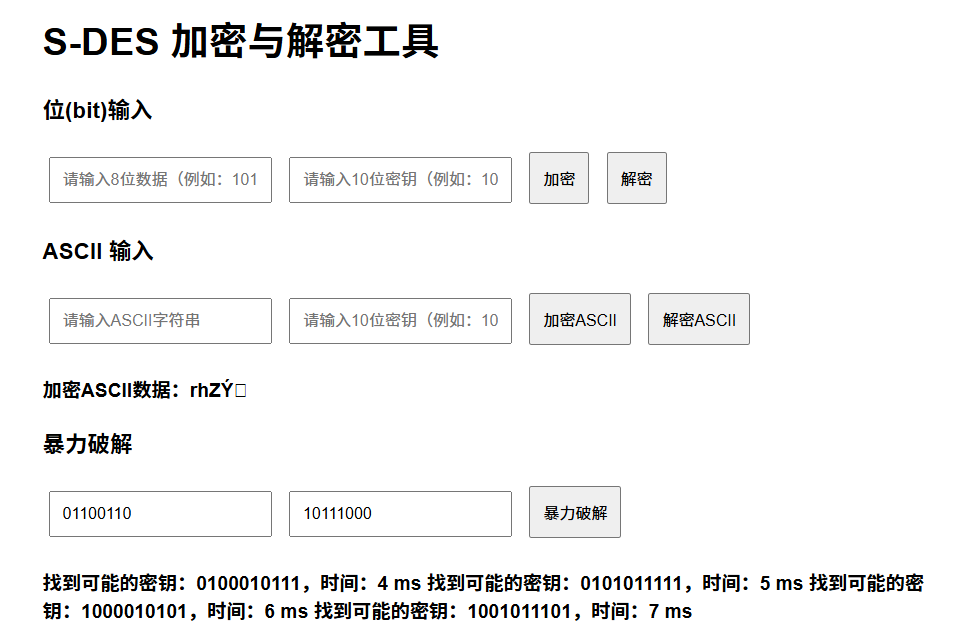 S-DES 加密与解密工具
位(bit)输入
请输入8位数据（例如：101 请输入10位密钥（例如：10 加密 解密
ASCII 输入
请输入ASCII字符串 请输入10位密钥（例如：10 加密ASCII 解密ASCII
加密ASCII数据：rhZÝ□
暴力破解
01100110 10111000 暴力破解
找到可能的密钥：0100010111，时间：4 ms 找到可能的密钥：0101011111，时间：5 ms 找到可能的密
钥：1000010101，时间：6 ms 找到可能的密钥：1001011101，时间：7 ms